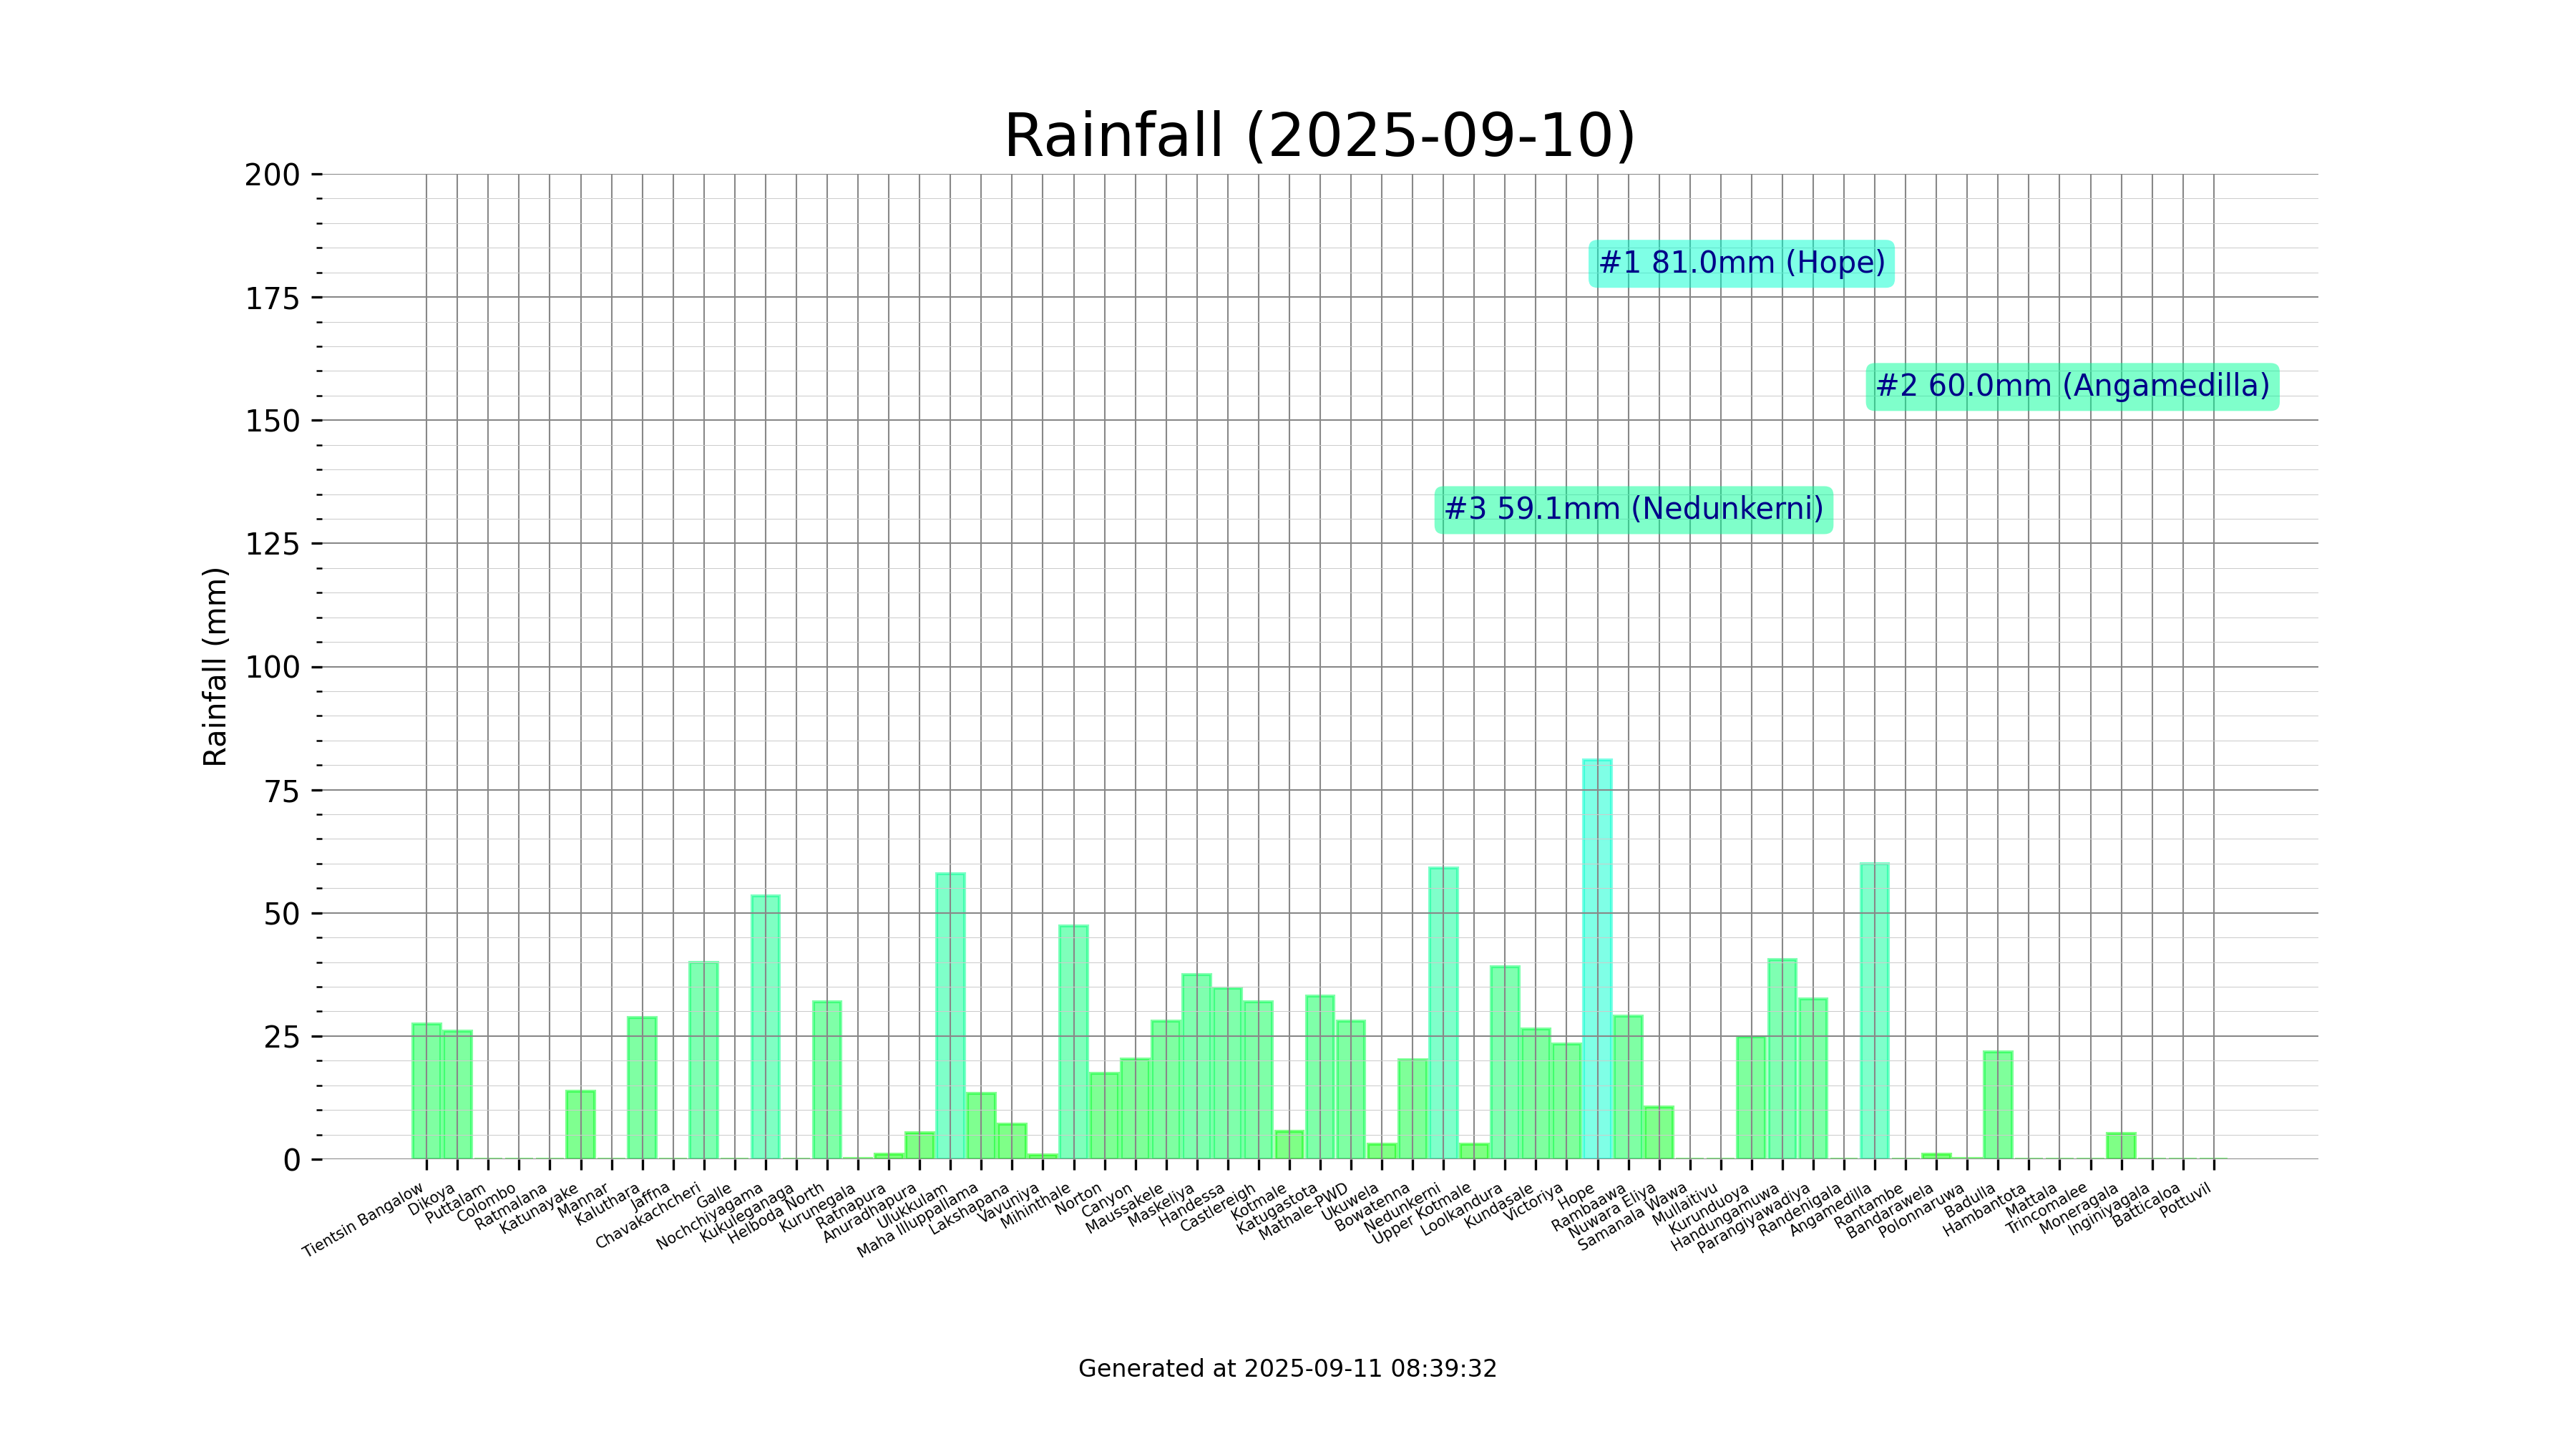 Rainfall (2025-09-10)
200
175
150
125
100
75
50
25
0
Rainfall (mm)
#1 81.0mm (Hope)
#2 60.0mm (Angamedilla)
#3 59.1mm (Nedunkerni)
Tientsin Bangalow
Dikoya
Puttalam
Colombo
Ratmalana
Katunayake
Mannar
Kaluthara
Jaffna
Chavakachcheri
Galle
Nochchiyagama
Kukuleganaga
Helboda North
Kurunegala
Ratnapura
Anuradhapura
Ulukkulam
Maha Illuppallama
Lakshapana
Vavuniya
Mihinthale
Norton
Canyon
Maussakele
Maskeliya
Handessa
Castlereigh
Kotmale
Katugastota
Mathale-PWD
Ukuwela
Bowatenna
Nedunkerni
Upper Kotmale
Looikandura
Kundasale
Victoriya
Hope
Rambaawa
Nuwara Eliya
Samanala Wawa
Mullaitivu
Kurunduoya
Handungamuwa
Parangiyawadiya
Randenigala
Angamedilla
Rantambe
Bandarawela
Polonnaruwa
Badulla
Hambantota
Mattala
Trincomalee
Moneragala
Inginiyagala
Batticaloa
Pottuvil
Generated at 2025-09-11 08:39:32